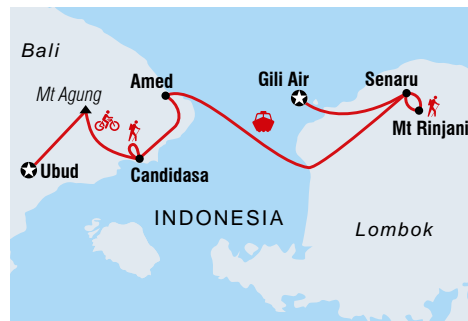 Bali
Mt Agung
Amed
Gili Air
Senaru
Mt Rinjani
Ubud
Candidasa
INDONESIA
Lombok